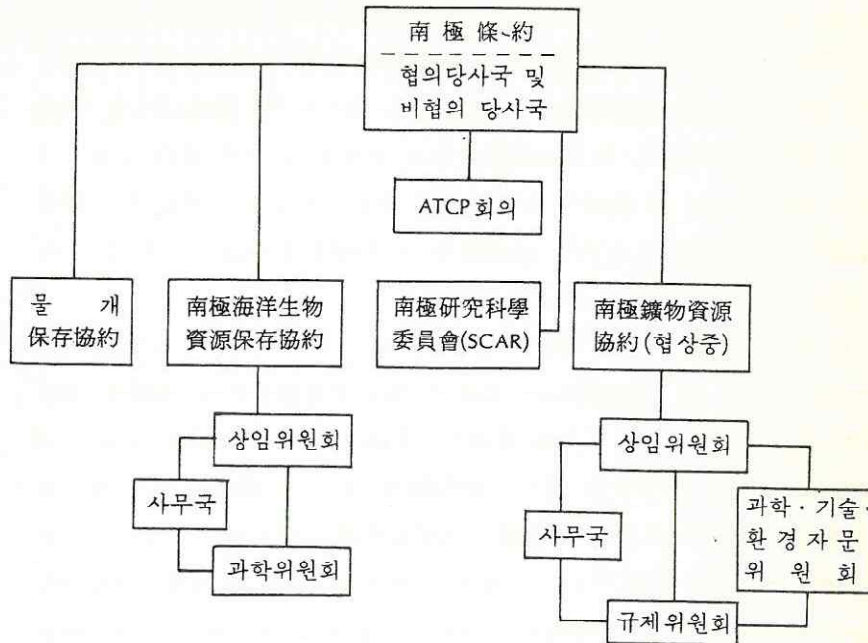 南極條約
협의당사국 및
비협의 당사국
ATCP회의
물개
保存協約
南極海洋生物
資源保存協約
南極硏究科學
委員會(SCAR)
南極鑛物資源
協約(협상중)
상임위원회
사무국
과학위원회
상임위원회
사무국
과학·기술·
환경자문
위원회
규제위원회